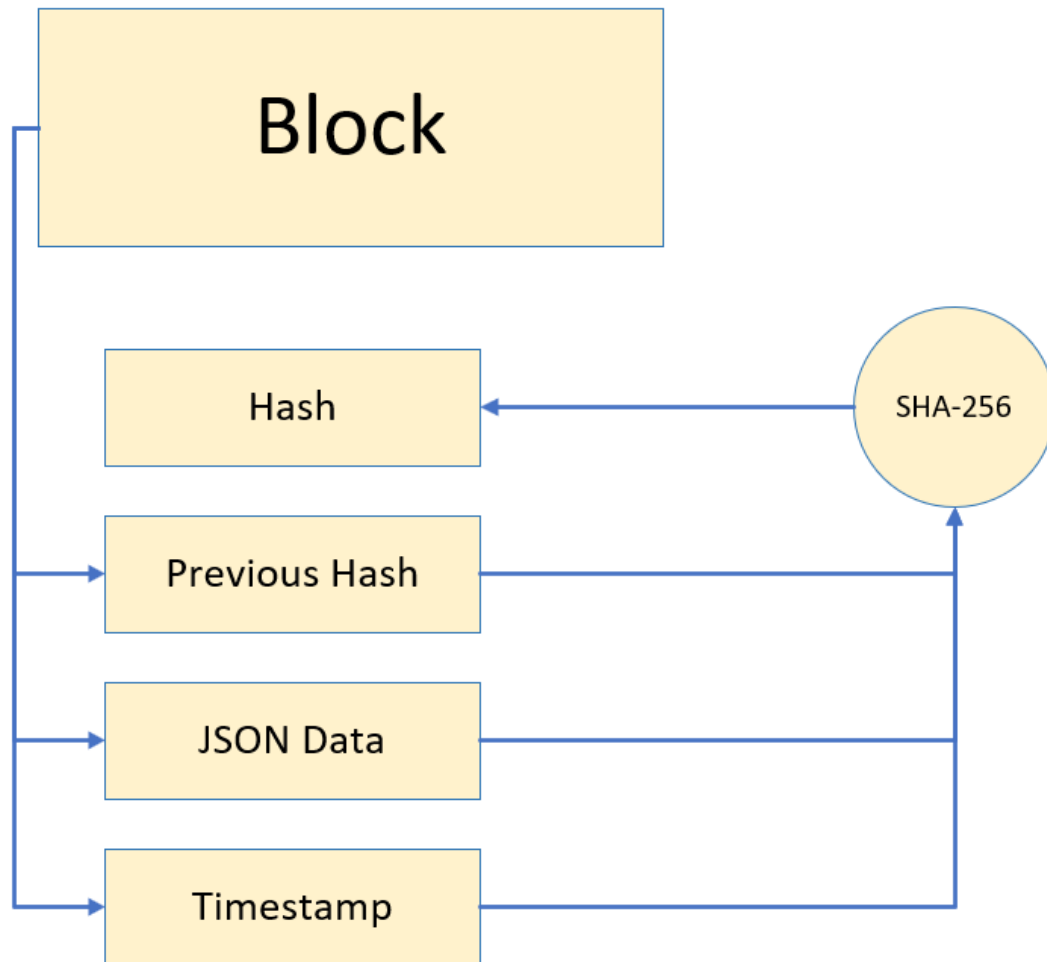 Block
Hash
SHA-256
Previous Hash
JSON Data
Timestamp